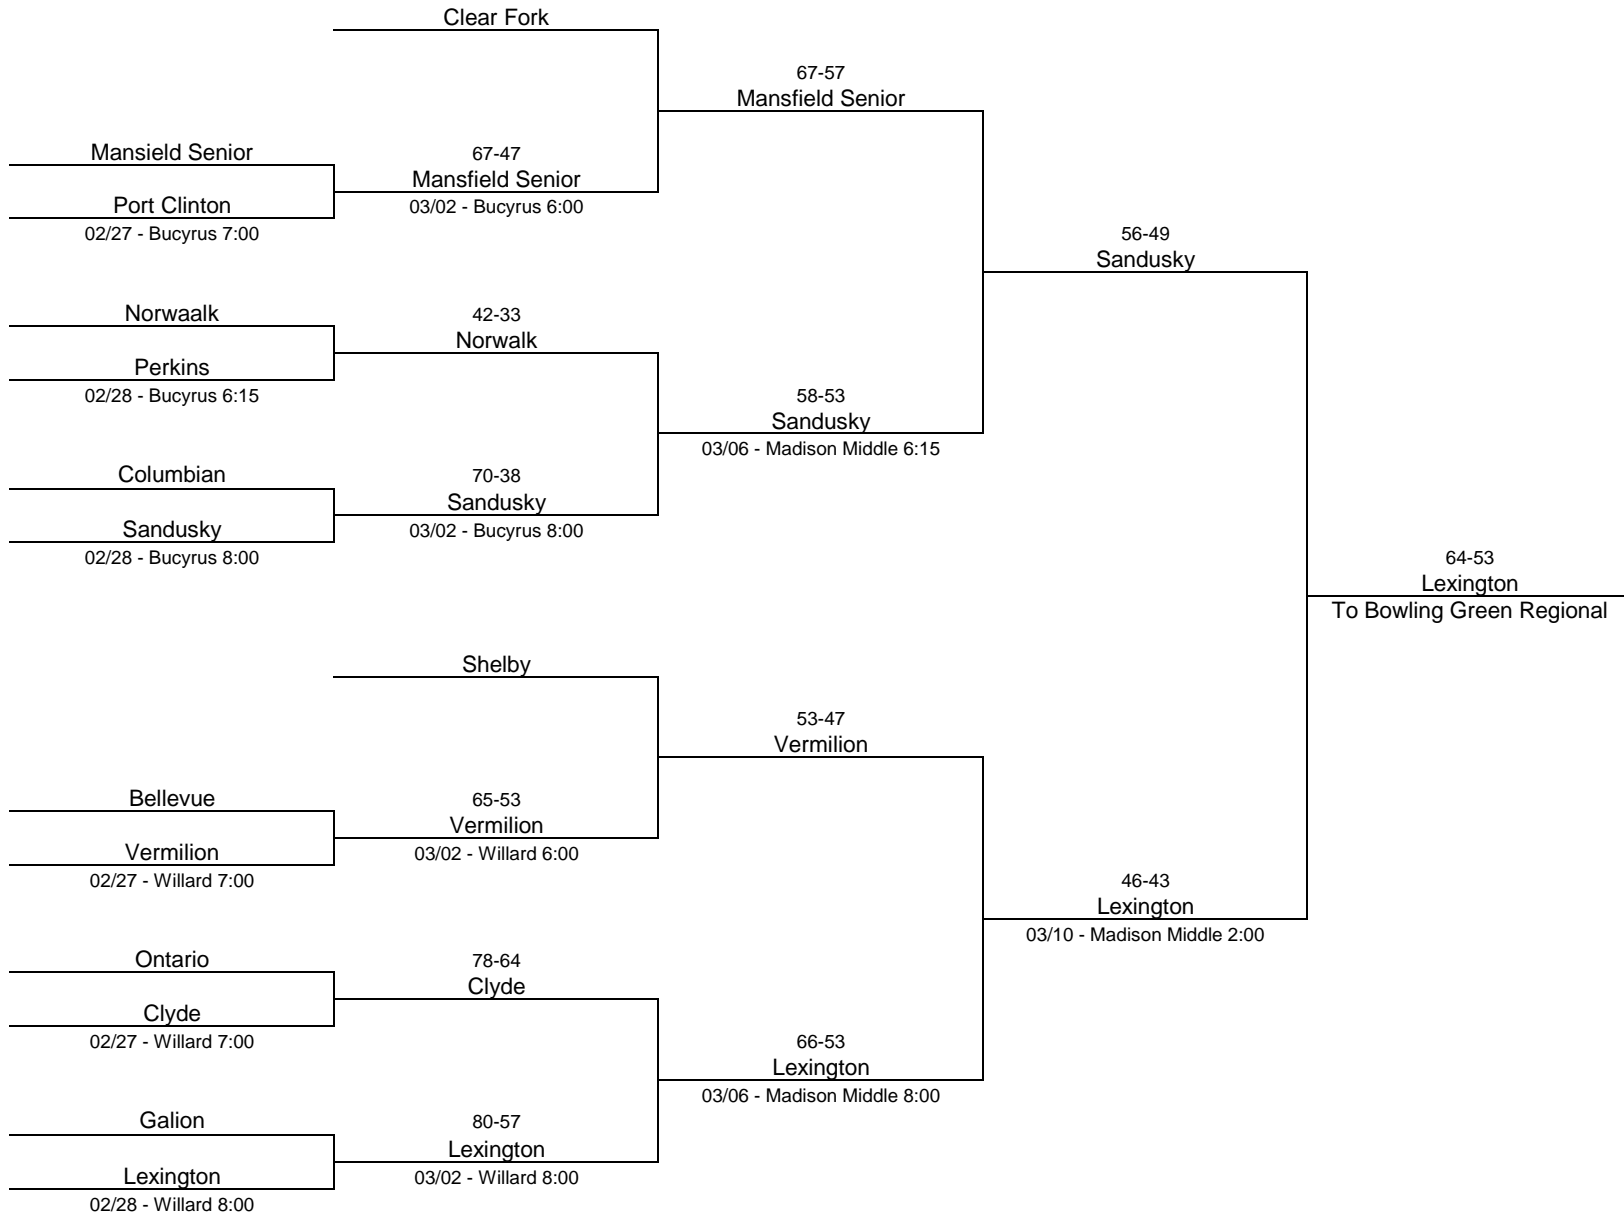 Clear Fork
67-57
Mansfield Senior
Mansield Senior
67-47
Mansfield Senior
Port Clinton
03/02 - Bucyrus 6:00
02/27 - Bucyrus 7:00
56-49
Sandusky
Norwaalk
42-33
Norwalk
Perkins
02/28 - Bucyrus 6:15
58-53
Sandusky
03/06 - Madison Middle 6:15
Columbian
70-38
Sandusky
Sandusky
03/02 - Bucyrus 8:00
02/28 - Bucyrus 8:00
64-53
Lexington
To Bowling Green Regional
Shelby
53-47
Vermilion
Bellevue
65-53
Vermilion
Vermilion
03/02 - Willard 6:00
02/27 - Willard 7:00
46-43
Lexington
03/10 - Madison Middle 2:00
Ontario
78-64
Clyde
Clyde
02/27 - Willard 7:00
66-53
Lexington
03/06 - Madison Middle 8:00
Galion
80-57
Lexington
Lexington
03/02 - Willard 8:00
02/28 - Willard 8:00